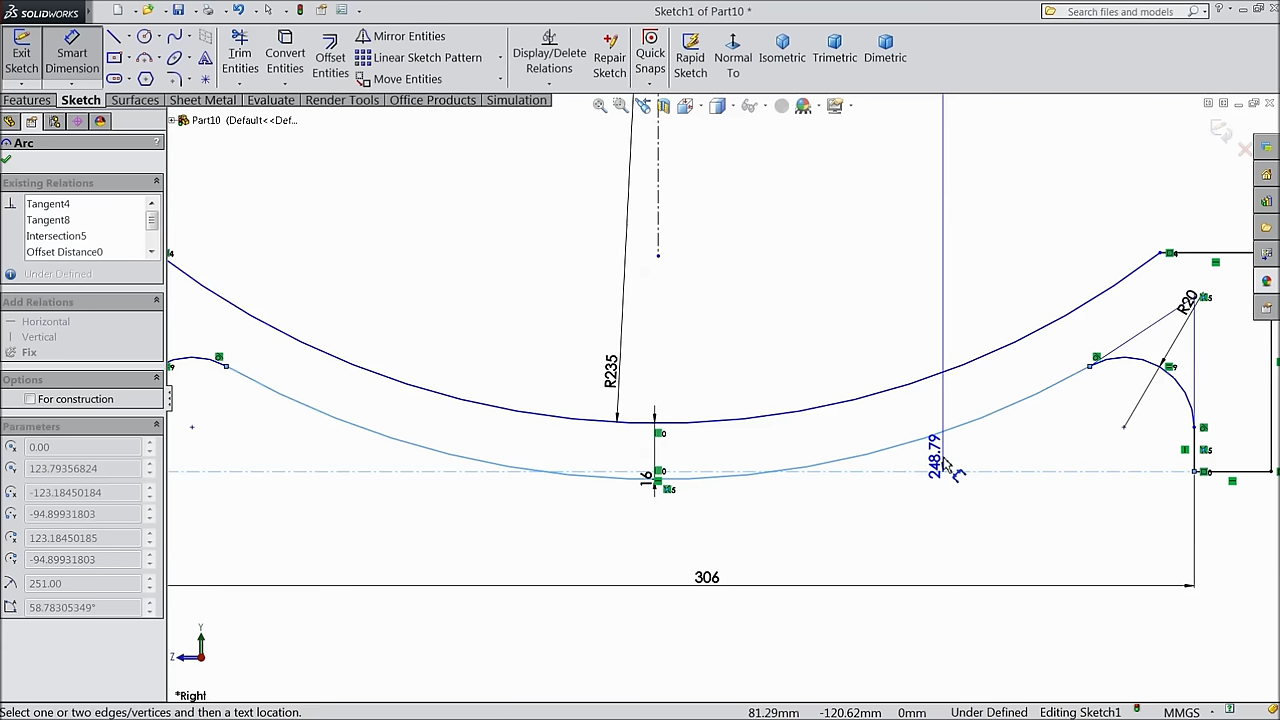 SOLIDWORKS
Sketch1 of Part10 *
Search files and models
?
Exit Sketch
Smart Dimension
Trim Entities
Convert Entities
Offset Entities
Mirror Entities
Linear Sketch Pattern
Move Entities
Display/Delete Relations
Repair Sketch
Quick Snaps
Rapid Sketch
Normal To
Isometric
Trimetric
Dimetric
Features
Sketch
Surfaces
Sheet Metal
Evaluate
Render Tools
Office Products
Simulation
Part10 (Default<<Def...
Arc
?
Existing Relations
Tangent4
Tangent8
Intersection5
Offset Distance0
Under Defined
Add Relations
Horizontal
Vertical
Fix
Options
For construction
Parameters
0.00
123.79356824
-123.18450184
-94.89931803
123.18450185
-94.89931803
251.00
58.78305349°
R235
R20
16
248.79
306
Y
Z
*Right
Select one or two edges/vertices and then a text location.
81.29mm
-120.62mm
0mm
Under Defined
Editing Sketch1
MMGS